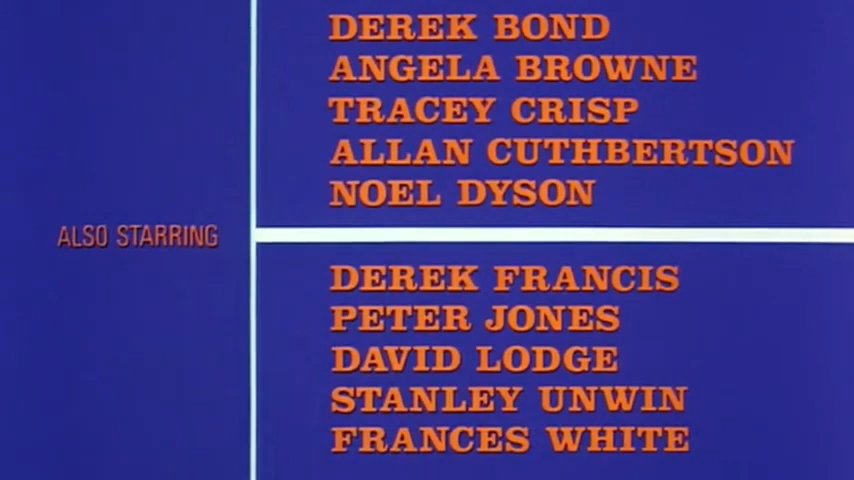 DEREK BOND
ANGELA BROWNE
TRACEY CRISP
ALLAN CUTHBERTSON
NOEL DYSON
ALSO STARRING
DEREK FRANCIS
PETER JONES
DAVID LODGE
STANLEY UNWIN
FRANCES WHITE